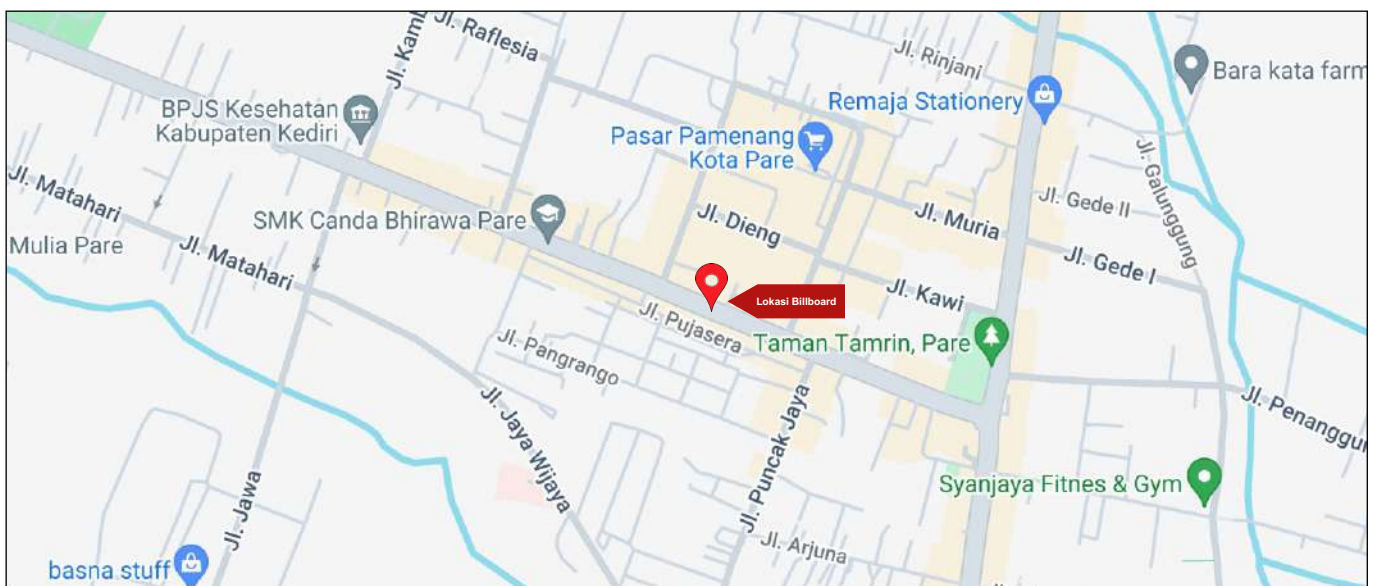 Jl. Raflesia
Jl. Kamb
Jl. Rinjani
Bara kata farm
BPJS Kesehatan
Kabupaten Kediri
Remaja Stationery
Pasar Pamenang
Kota Pare
Jl. Galunggung
Jl. Matahari
SMK Canda Bhirawa Pare
Jl. Dieng
Jl. Muria
Jl. Gede II
Mulia Pare
Jl. Matahari
Jl. Gede I
Lokasi Billboard
Jl. Kawi
Jl. Pujasera
Taman Tamrin, Pare
Jl. Pangrango
Jl. Penanggun
Jl. Jaya Wijaya
Jl. Puncak Jaya
Syanjaya Fitnes & Gym
Jl. Jawa
Jl. Arjuna
basna stuff